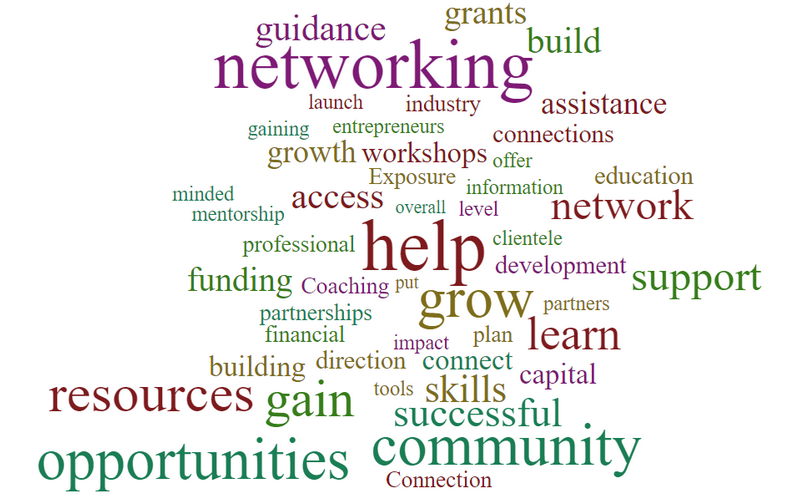 grants
guidance
build
networking
launch industry assistance
gaining entrepreneurs connections
growth workshops offer
Exposure information education
minded access overall level network
mentorship
professional help clientele
funding Coaching put development support
grow partners
partnerships
financial impact plan learn
building direction connect capital
resources gain tools skills
successful
opportunities community
Connection